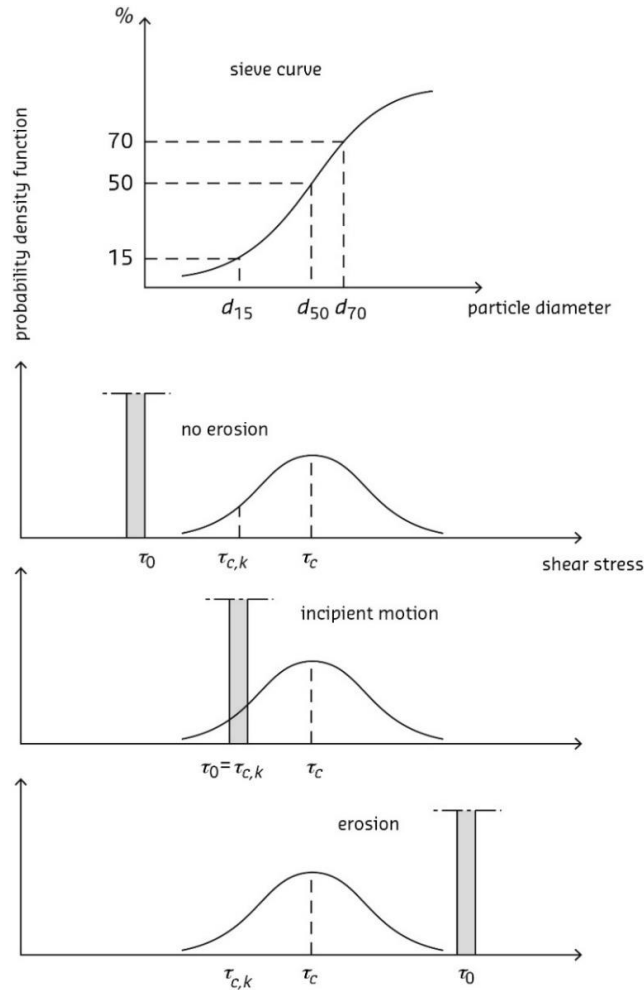 %
sieve curve
70
50
15
d15 d50 d70 particle diameter
probability density function
no erosion
τ0 τc,k τc shear stress
incipient motion
τ0=τc,k τc
erosion
τc,k τc τ0